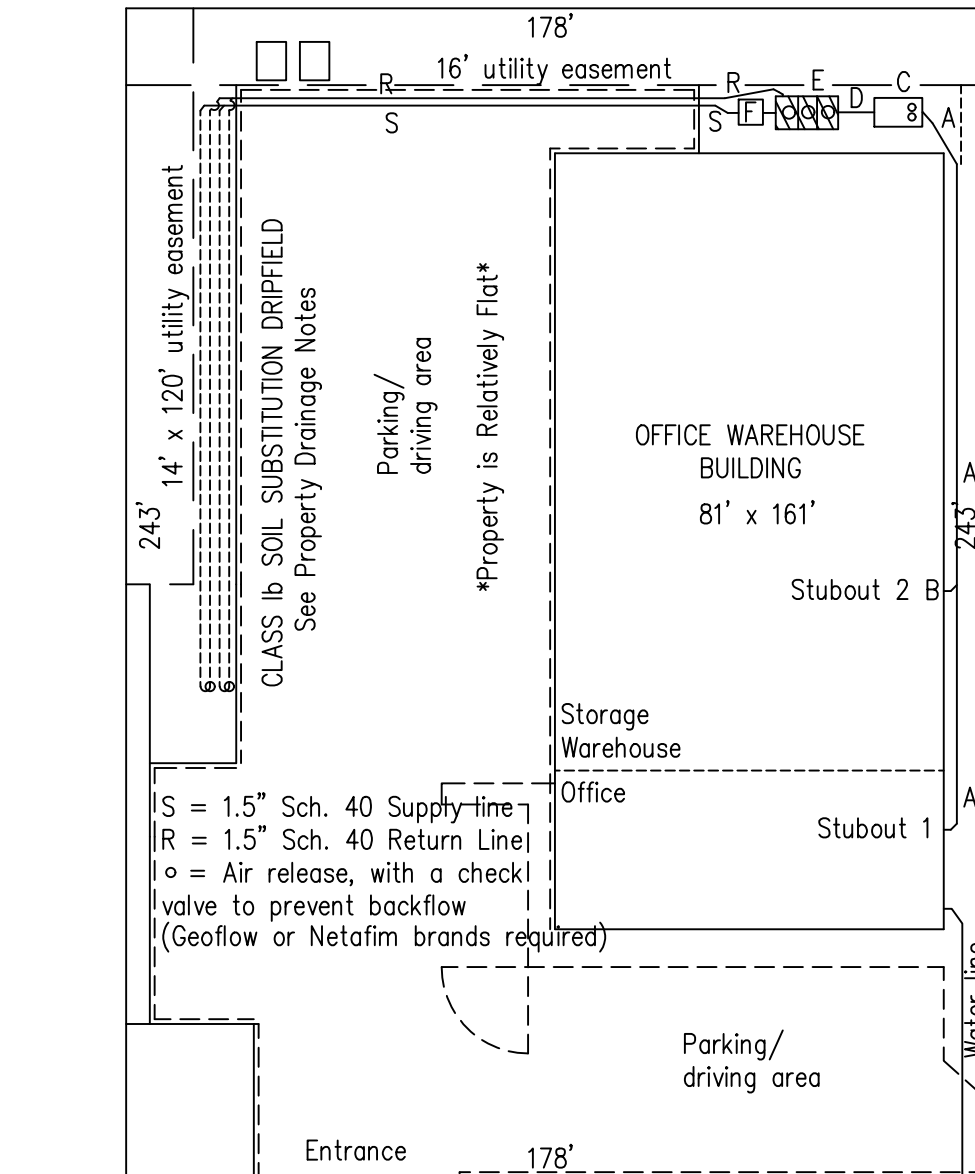 178'
16' utility easement
R
S
R
S
F
E
D
C
A
14' x 120' utility easement
243'
CLASS Ib SOIL SUBSTITUTION DRIPFIELD
See Property Drainage Notes
Parking/
driving area
*Property is Relatively Flat*
OFFICE WAREHOUSE
BUILDING
81' x 161'
A
243'
Stubout 2 B
Storage
Warehouse
Office
A
Stubout 1
S = 1.5" Sch. 40 Supply line
R = 1.5" Sch. 40 Return Line
o = Air release, with a check
valve to prevent backflow
(Geoflow or Netafim brands required)
Water line
Parking/
driving area
Entrance
178'